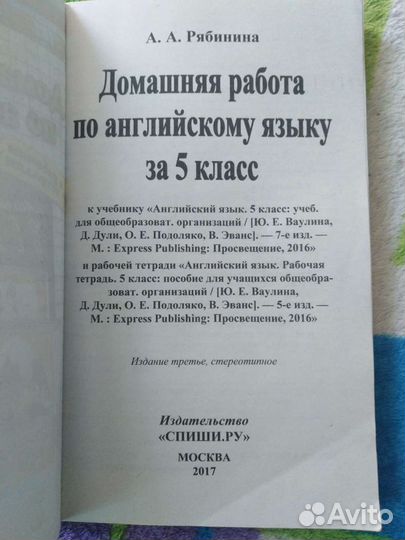 А. А. Рябинина
Домашняя работа
по английскому языку
за 5 класс
к учебнику «Английский язык. 5 класс: учеб.
для общеобразоват. организаций / [Ю. Е. Ваулина,
Д. Дули, О. Е. Подоляко, В. Эванс]. — 7-е изд. —
М. : Express Publishing: Просвещение, 2016»
и рабочей тетради «Английский язык. Рабочая
тетрадь. 5 класс: пособие для учащихся общеобра-
зоват. организаций / [Ю. Е. Ваулина,
Д. Дули, О. Е. Подоляко, В. Эванс]. — 5-е изд. —
М. : Express Publishing: Просвещение, 2016»
Издание третье, стереотипное
Издательство
«СПИШИ.РУ»
МОСКВА
2017
Avito